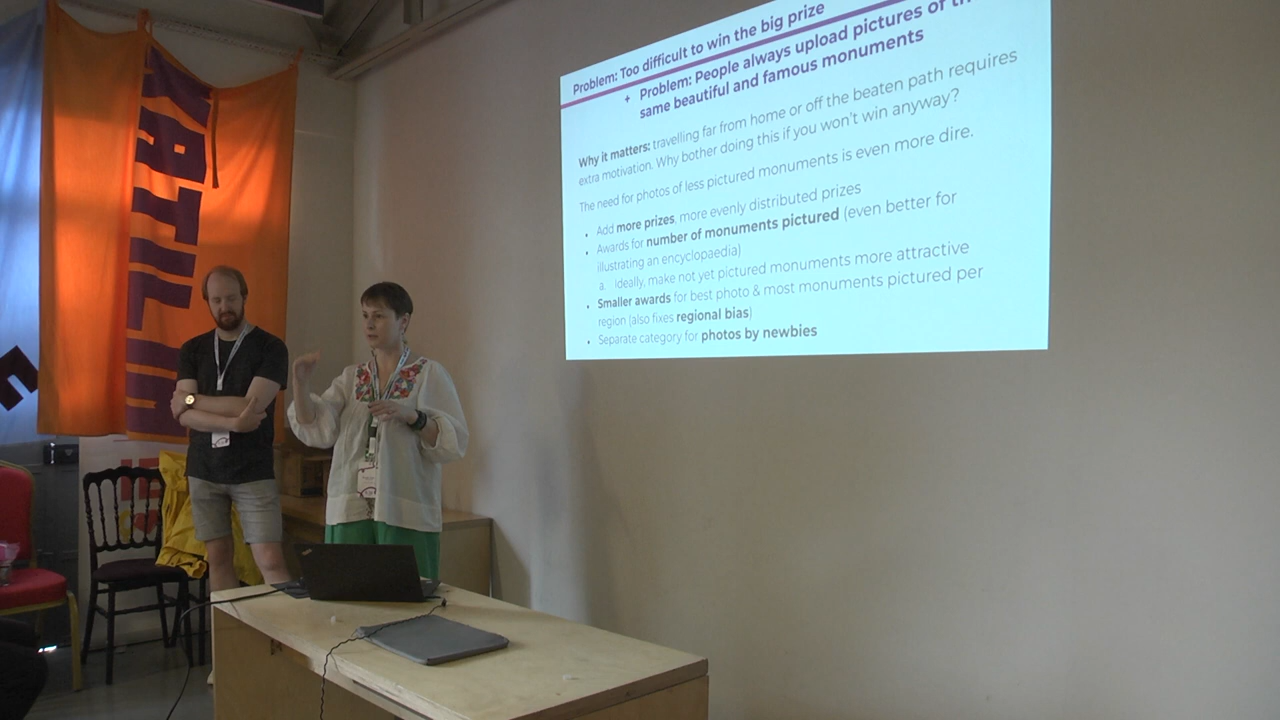 Problem: Too difficult to win the big prize
+ Problem: People always upload pictures of
same beautiful and famous monuments
Why it matters: travelling far from home or off the beaten path requires
extra motivation. Why bother doing this if you won't win anyway?
The need for photos of less pictured monuments is even more dire.
• Add more prizes, more evenly distributed prizes
• Awards for number of monuments pictured (even better for
illustrating an encyclopaedia)
a. Ideally, make not yet pictured monuments more attractive
• Smaller awards for best photo & most monuments pictured per
region (also fixes regional bias)
• Separate category for photos by newbies